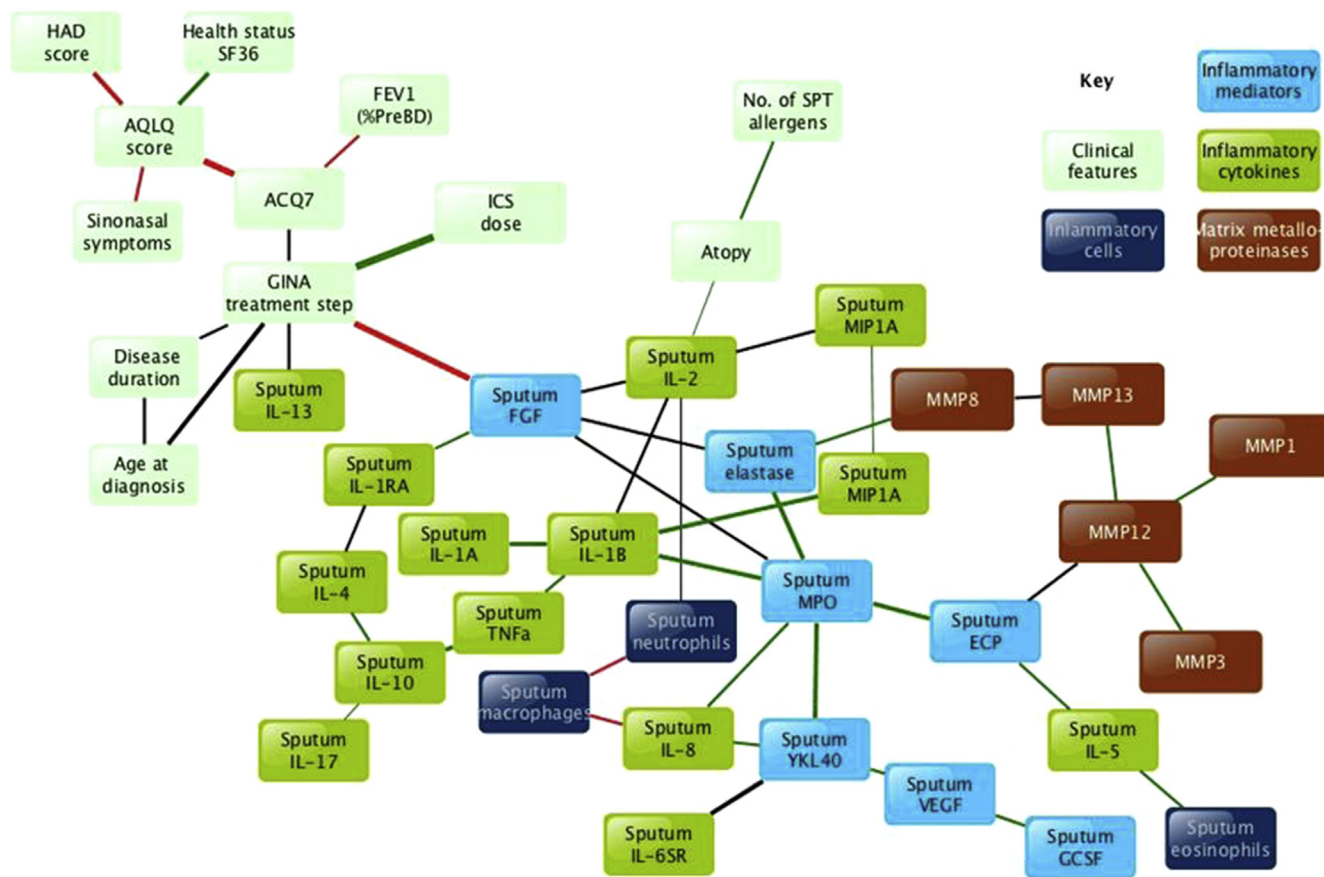 HAD
score
Health status
SF36
FEV1
(%PreBD)
AQLQ
score
Sinonasal
symptoms
ACQ7
ICS
dose
No. of SPT
allergens
Atopy
Key
Inflammatory
mediators
Clinical
features
Inflammatory
cytokines
Inlammatory
cells
Matrix metallo-
proteinases
GINA
treatment step
Disease
duration
Age at
diagnosis
Sputum
IL-13
Sputum
FGF
Sputum
IL-2
Sputum
MIP1A
MMP8
MMP13
MMP1
Sputum
elastase
Sputum
MIP1A
Sputum
IL-1RA
Sputum
IL-1A
Sputum
IL-1B
MMP12
Sputum
IL-4
Sputum
TNFa
Sputum
MPO
Sputum
neutrophils
Sputum
ECP
MMP3
Sputum
IL-10
Sputum
macrophages
Sputum
IL-17
Sputum
IL-8
Sputum
YKL40
Sputum
IL-5
Sputum
VEGF
Sputum
IL-6SR
Sputum
GCSF
Sputum
eosinophils